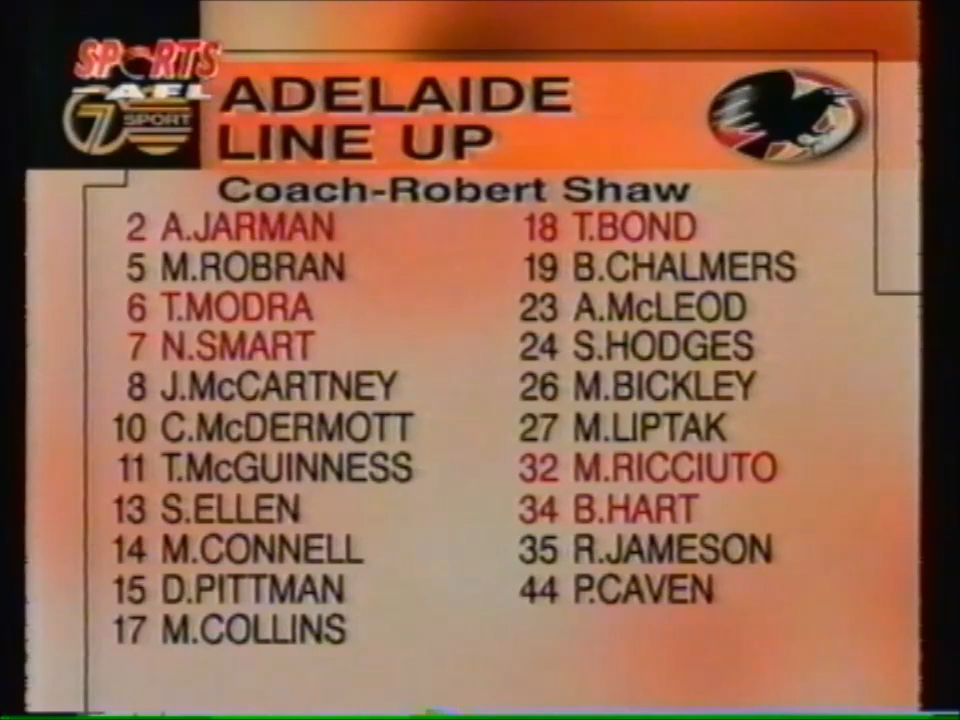 SPORTS
AFL
7 SPORT
ADELAIDE
LINE UP
Coach-Robert Shaw
2 A.JARMAN
5 M.ROBRAN
6 T.MODRA
7 N.SMART
8 J.McCARTNEY
10 C.McDERMOTT
11 T.McGUINNESS
13 S.ELLEN
14 M.CONNELL
15 D.PITTMAN
17 M.COLLINS
18 T.BOND
19 B.CHALMERS
23 A.McLEOD
24 S.HODGES
26 M.BICKLEY
27 M.LIPTAK
32 M.RICCIUTO
34 B.HART
35 R.JAMESON
44 P.CAVEN